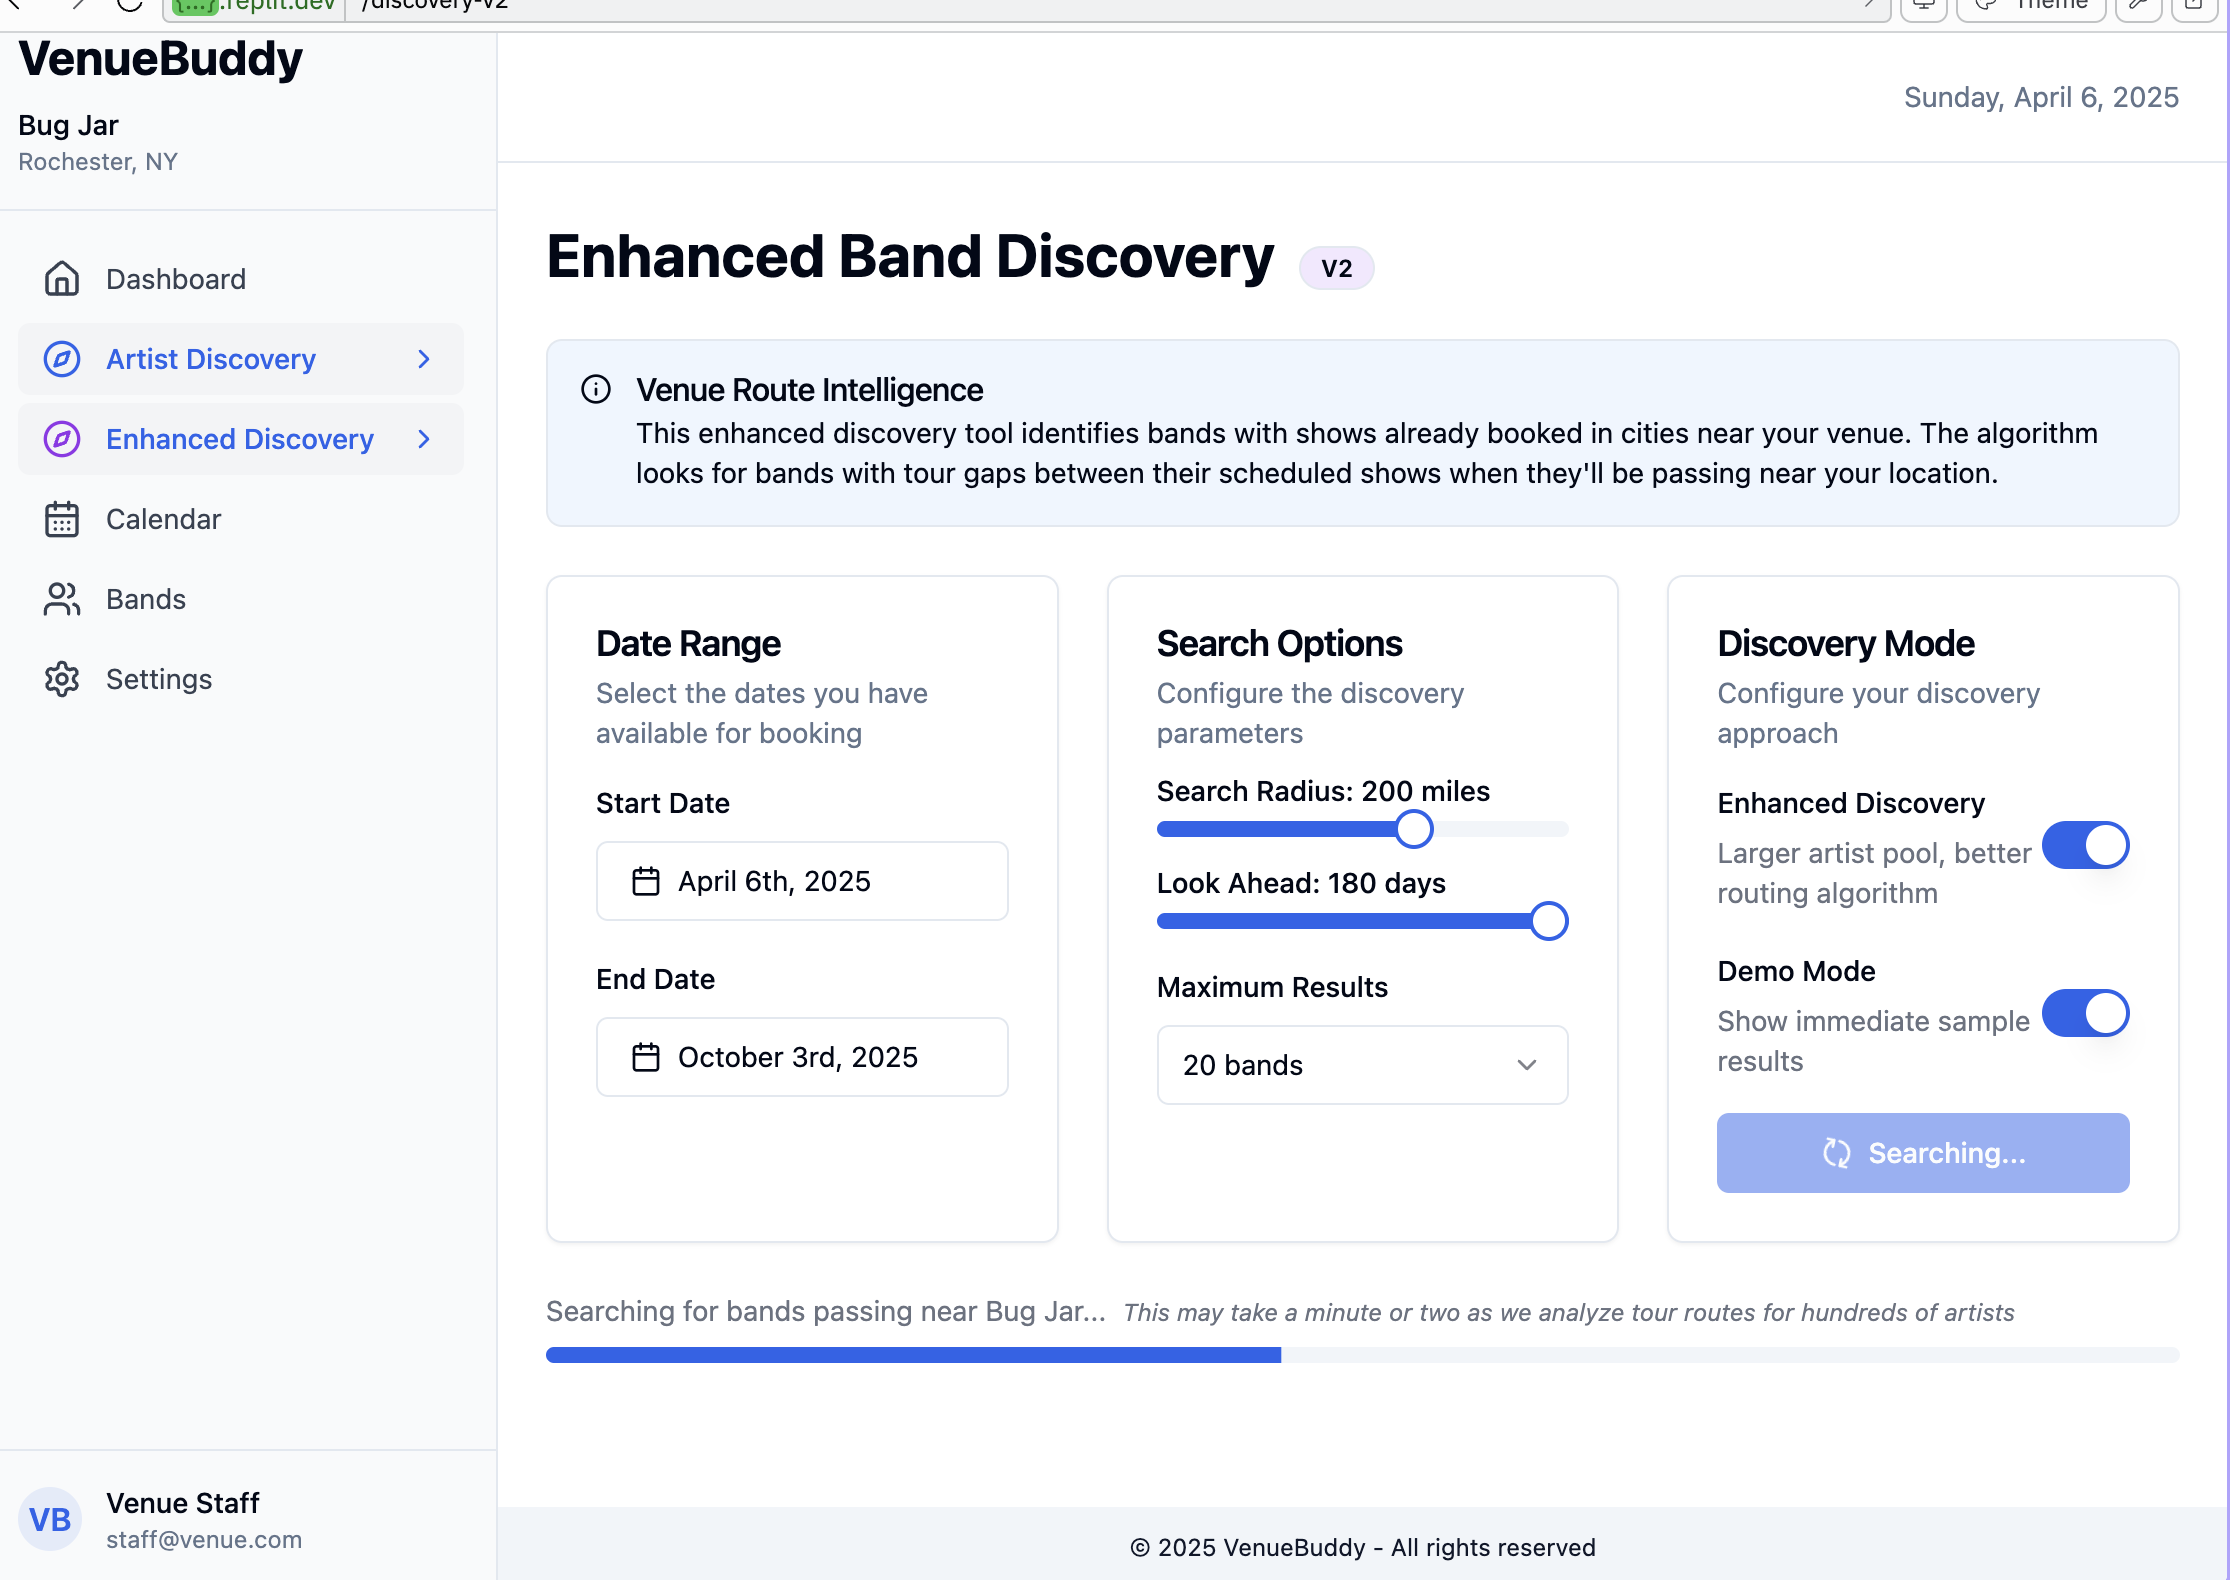 {...}.replit.dev /discovery-v2
Theme
VenueBuddy
Bug Jar
Rochester, NY
Dashboard
Artist Discovery
Enhanced Discovery
Calendar
Bands
Settings
VB
Venue Staff
staff@venue.com
Sunday, April 6, 2025
Enhanced Band Discovery V2
Venue Route Intelligence
This enhanced discovery tool identifies bands with shows already booked in cities near your venue. The algorithm
looks for bands with tour gaps between their scheduled shows when they'll be passing near your location.
Date Range
Select the dates you have
available for booking
Start Date
April 6th, 2025
End Date
October 3rd, 2025
Search Options
Configure the discovery
parameters
Search Radius: 200 miles
Look Ahead: 180 days
Maximum Results
20 bands
Discovery Mode
Configure your discovery
approach
Enhanced Discovery
Larger artist pool, better
routing algorithm
Demo Mode
Show immediate sample
results
Searching...
Searching for bands passing near Bug Jar... This may take a minute or two as we analyze tour routes for hundreds of artists
© 2025 VenueBuddy - All rights reserved